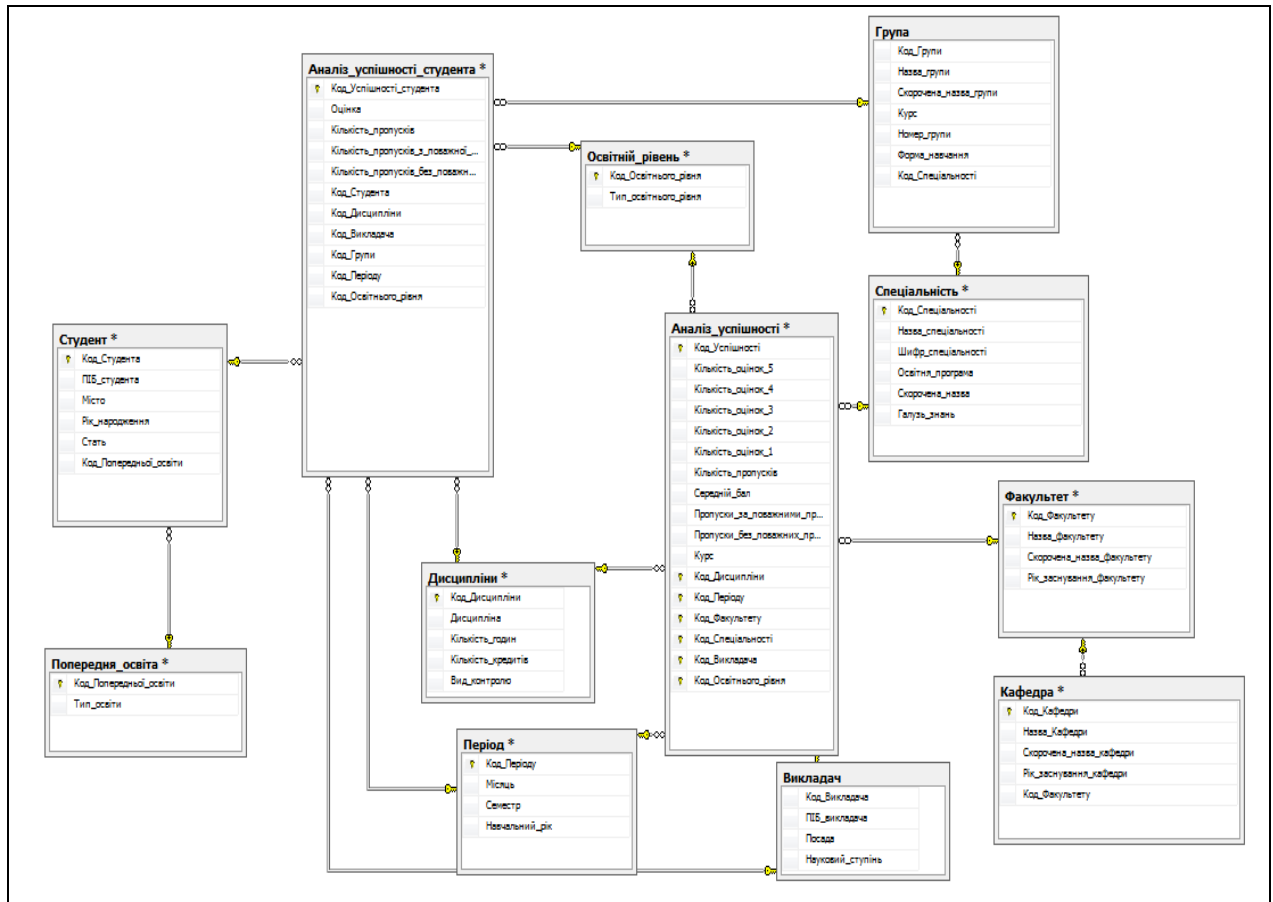 Група
Код_Групи
Назва_групи
Скорочена_назва_групи
Курс
Номер_групи
Форма_навчання
Код_Спеціальності
Аналіз_успішності_студента *
Код_Успішності_студента
Оцінка
Кількість_пропусків
Кількість_пропусків_з_поважної_...
Кількість_пропусків_без_поважн...
Код_Студента
Код_Дисципліни
Код_Викладача
Код_Групи
Код_Періоду
Код_Освітнього_рівня
Освітній_рівень *
Код_Освітнього_рівня
Тип_освітнього_рівня
Спеціальність *
Код_Спеціальності
Назва_спеціальності
Шифр_спеціальності
Освітня_програма
Скорочена_назва
Галузь_знань
Студент *
Код_Студента
ПІБ_студента
Місто
Рік_народження
Стать
Код_Попередньої_освіти
Аналіз_успішності *
Код_Успішності
Кількість_оцінок_5
Кількість_оцінок_4
Кількість_оцінок_3
Кількість_оцінок_2
Кількість_оцінок_1
Кількість_пропусків
Середній_бал
Пропуски_за_поважними_пр...
Пропуски_без_поважних_пр...
Курс
Код_Дисципліни
Код_Періоду
Код_Факультету
Код_Спеціальності
Код_Викладача
Код_Освітнього_рівня
Факультет *
Код_Факультету
Назва_факультету
Скорочена_назва_факультету
Рік_заснування_факультету
Дисципліни *
Код_Дисципліни
Дисципліна
Кількість_годин
Кількість_кредитів
Вид_контролю
Попередня_освіта *
Код_Попередньої_освіти
Тип_освіти
Кафедра *
Код_Кафедри
Назва_Кафедри
Скорочена_назва_кафедри
Рік_заснування_кафедри
Код_Факультету
Період *
Код_Періоду
Місяць
Семестр
Навчальний_рік
Викладач
Код_Викладача
ПІБ_викладача
Посада
Науковий_ступінь